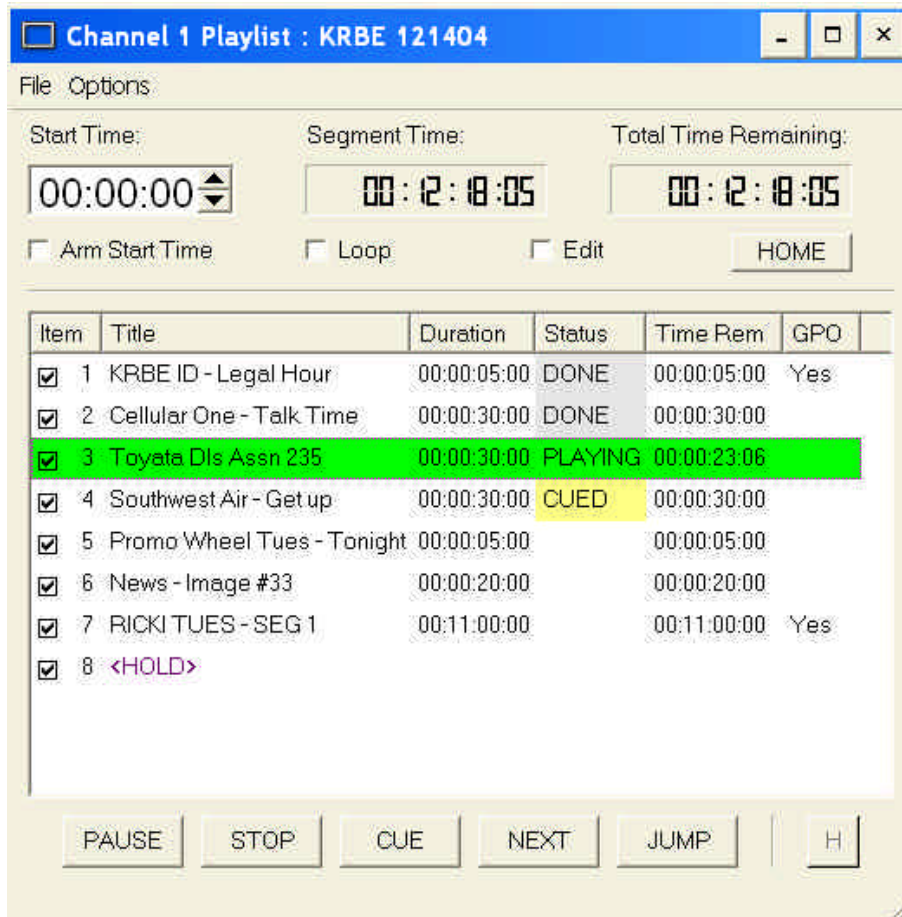 Channel 1 Playlist : KRBE 121404
File Options
Start Time: Segment Time: Total Time Remaining:
00:00:00 00:12:18:05 00:12:18:05
Arm Start Time Loop Edit HOME
Item Title Duration Status Time Rem GPO
1 KRBE ID - Legal Hour 00:00:05:00 DONE 00:00:05:00 Yes
2 Cellular One - Talk Time 00:00:30:00 DONE 00:00:30:00
3 Toyata Dls Assn 235 00:00:30:00 PLAYING 00:00:23:06
4 Southwest Air - Get up 00:00:30:00 CUED 00:00:30:00
5 Promo Wheel Tues - Tonight 00:00:05:00 00:00:05:00
6 News - Image #33 00:00:20:00 00:00:20:00
7 RICKI TUES - SEG 1 00:11:00:00 00:11:00:00 Yes
8 <HOLD>
PAUSE STOP CUE NEXT JUMP H